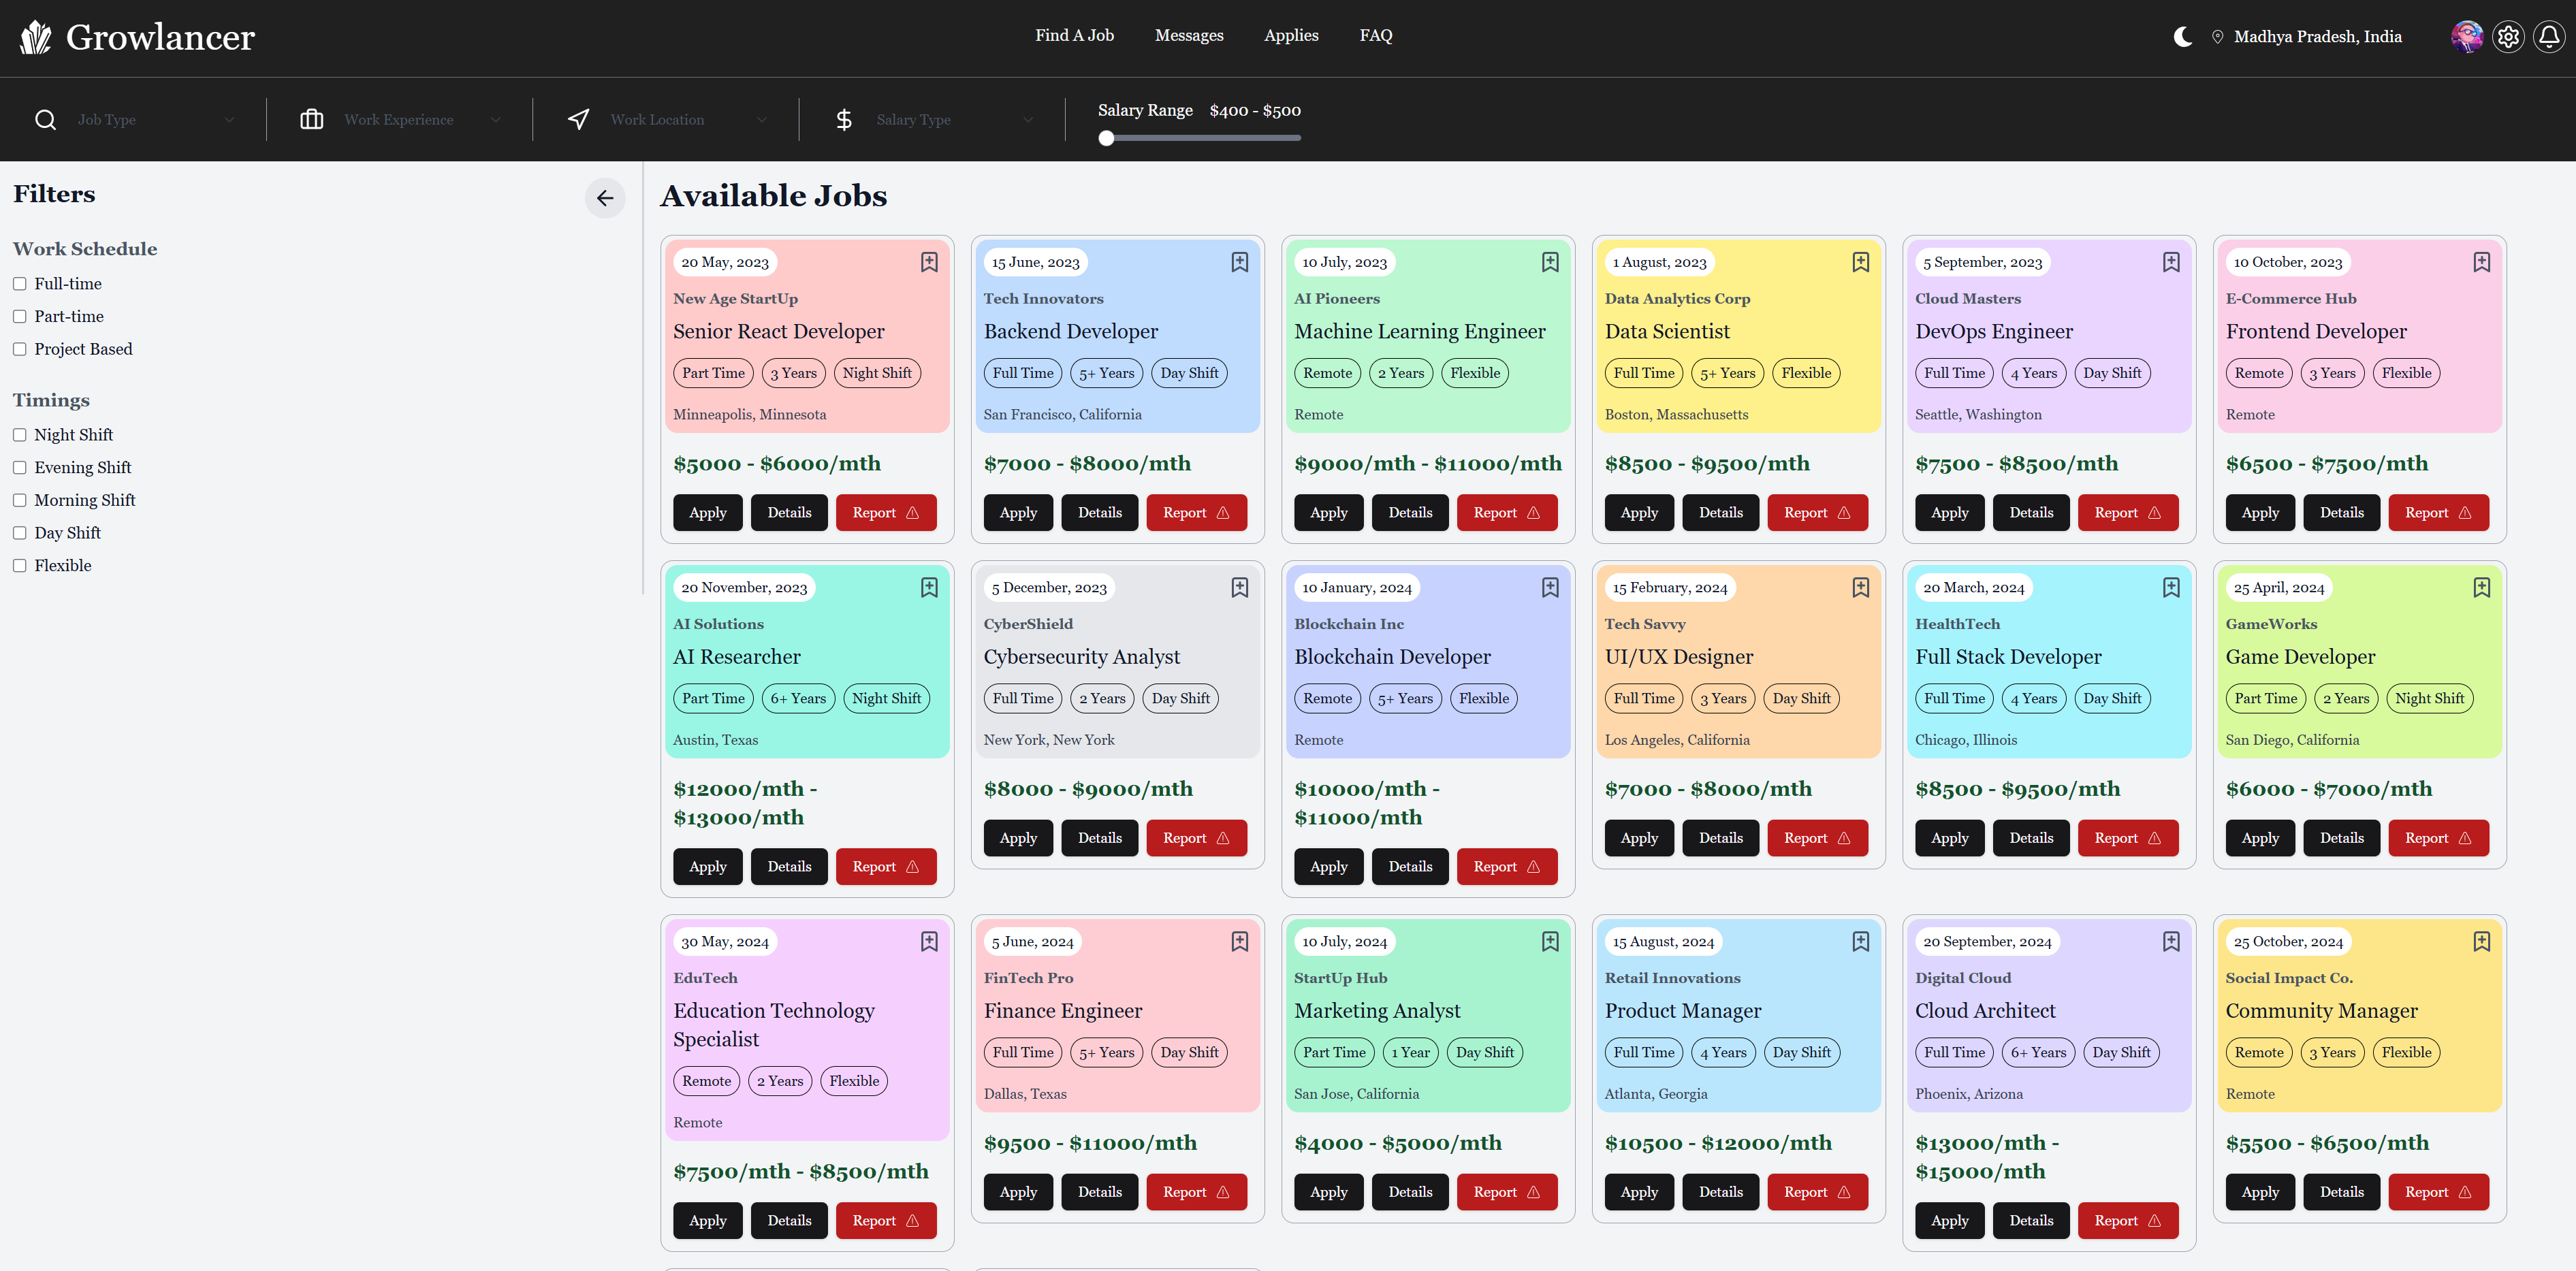 Growlancer
Find A Job
Messages
Applies
FAQ
Madhya Pradesh, India
Job Type
Work Experience
Work Location
Salary Type
Salary Range $400 - $500
Filters
Work Schedule
Full-time
Part-time
Project Based
Timings
Night Shift
Evening Shift
Morning Shift
Day Shift
Flexible
Available Jobs
20 May, 2023
New Age StartUp
Senior React Developer
Part Time 3 Years Night Shift
Minneapolis, Minnesota
$5000 - $6000/mth
Apply Details Report
15 June, 2023
Tech Innovators
Backend Developer
Full Time 5+ Years Day Shift
San Francisco, California
$7000 - $8000/mth
Apply Details Report
10 July, 2023
AI Pioneers
Machine Learning Engineer
Remote 2 Years Flexible
Remote
$9000/mth - $11000/mth
Apply Details Report
1 August, 2023
Data Analytics Corp
Data Scientist
Full Time 5+ Years Flexible
Boston, Massachusetts
$8500 - $9500/mth
Apply Details Report
5 September, 2023
Cloud Masters
DevOps Engineer
Full Time 4 Years Day Shift
Seattle, Washington
$7500 - $8500/mth
Apply Details Report
10 October, 2023
E-Commerce Hub
Frontend Developer
Remote 3 Years Flexible
Remote
$6500 - $7500/mth
Apply Details Report
20 November, 2023
AI Solutions
AI Researcher
Part Time 6+ Years Night Shift
Austin, Texas
$12000/mth -
$13000/mth
Apply Details Report
5 December, 2023
CyberShield
Cybersecurity Analyst
Full Time 2 Years Day Shift
New York, New York
$8000 - $9000/mth
Apply Details Report
10 January, 2024
Blockchain Inc
Blockchain Developer
Remote 5+ Years Flexible
Remote
$10000/mth -
$11000/mth
Apply Details Report
15 February, 2024
Tech Savvy
UI/UX Designer
Full Time 3 Years Day Shift
Los Angeles, California
$7000 - $8000/mth
Apply Details Report
20 March, 2024
HealthTech
Full Stack Developer
Full Time 4 Years Day Shift
Chicago, Illinois
$8500 - $9500/mth
Apply Details Report
25 April, 2024
GameWorks
Game Developer
Part Time 2 Years Night Shift
San Diego, California
$6000 - $7000/mth
Apply Details Report
30 May, 2024
EduTech
Education Technology
Specialist
Remote 2 Years Flexible
Remote
$7500/mth - $8500/mth
Apply Details Report
5 June, 2024
FinTech Pro
Finance Engineer
Full Time 5+ Years Day Shift
Dallas, Texas
$9500 - $11000/mth
Apply Details Report
10 July, 2024
StartUp Hub
Marketing Analyst
Part Time 1 Year Day Shift
San Jose, California
$4000 - $5000/mth
Apply Details Report
15 August, 2024
Retail Innovations
Product Manager
Full Time 4 Years Day Shift
Atlanta, Georgia
$10500 - $12000/mth
Apply Details Report
20 September, 2024
Digital Cloud
Cloud Architect
Full Time 6+ Years Day Shift
Phoenix, Arizona
$13000/mth -
$15000/mth
Apply Details Report
25 October, 2024
Social Impact Co.
Community Manager
Remote 3 Years Flexible
Remote
$5500 - $6500/mth
Apply Details Report